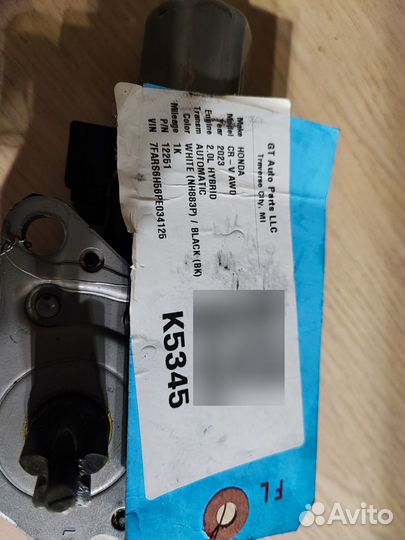 GT Auto Parts LLC
Traverse City, MI
Make HONDA
Model CR-V AWD
Year 2023
Engine 2.0L HYBRID
Transm AUTOMATIC
Color WHITE (NH883P) / BLACK (BK)
Mileage 1K
P/N 12251
VIN 7FARS6H56PE034125
K5345
FL
L
Avito